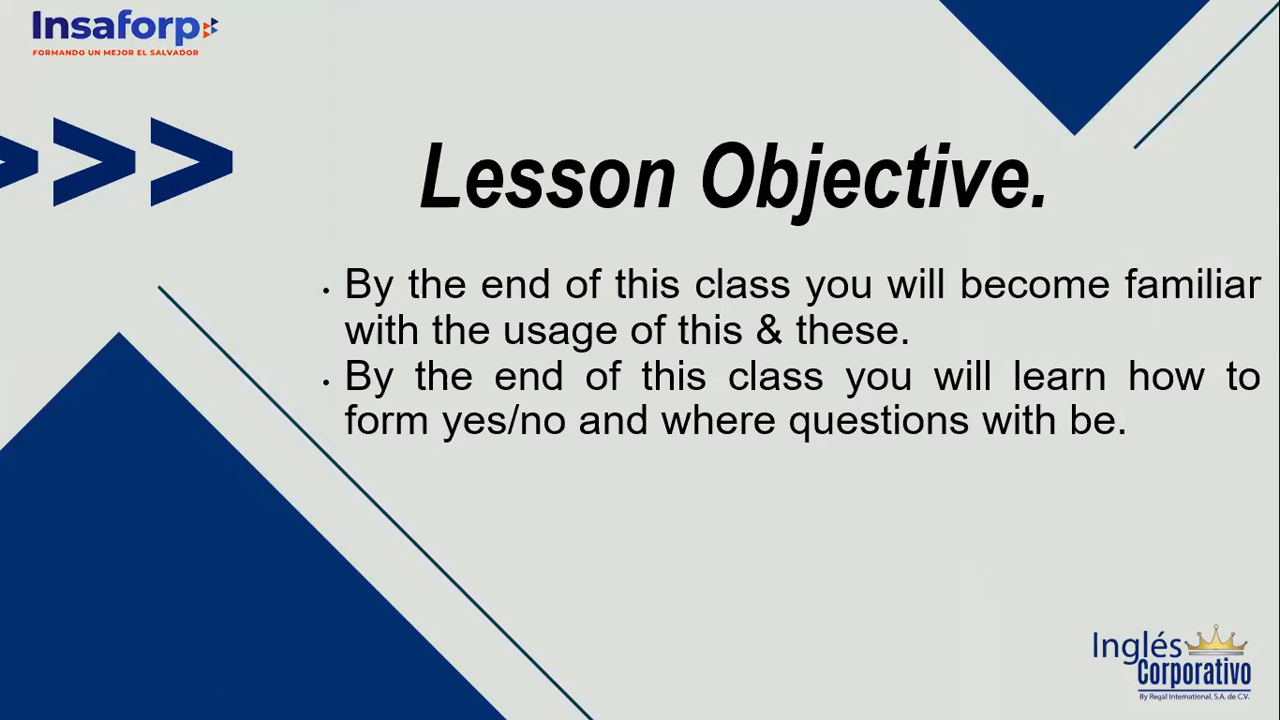 Insaforp
FORMANDO UN MEJOR EL SALVADOR
>>>
Lesson Objective.
• By the end of this class you will become familiar
with the usage of this & these.
• By the end of this class you will learn how to
form yes/no and where questions with be.
Inglés
Corporativo
By Regal International, S.A. de C.V.